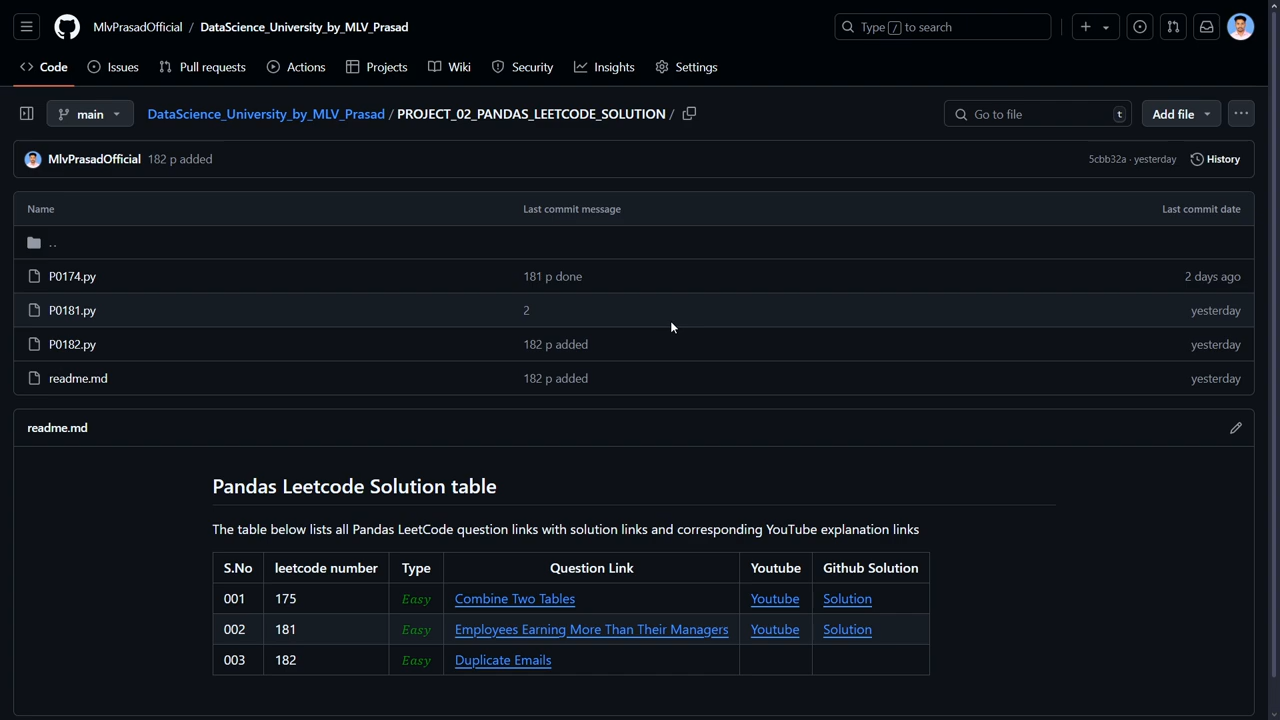 MlvPrasadOfficial / DataScience_University_by_MLV_Prasad
Type / to search
Code Issues Pull requests Actions Projects Wiki Security Insights Settings
main DataScience_University_by_MLV_Prasad / PROJECT_02_PANDAS_LEETCODE_SOLUTION /
Go to file t Add file ...
MlvPrasadOfficial 182 p added 5cbb32a · yesterday History
Name Last commit message Last commit date
..
P0174.py 181 p done 2 days ago
P0181.py 2 yesterday
P0182.py 182 p added yesterday
readme.md 182 p added yesterday
readme.md
Pandas Leetcode Solution table
The table below lists all Pandas LeetCode question links with solution links and corresponding YouTube explanation links
S.No leetcode number Type Question Link Youtube Github Solution
001 175 Easy Combine Two Tables Youtube Solution
002 181 Easy Employees Earning More Than Their Managers Youtube Solution
003 182 Easy Duplicate Emails